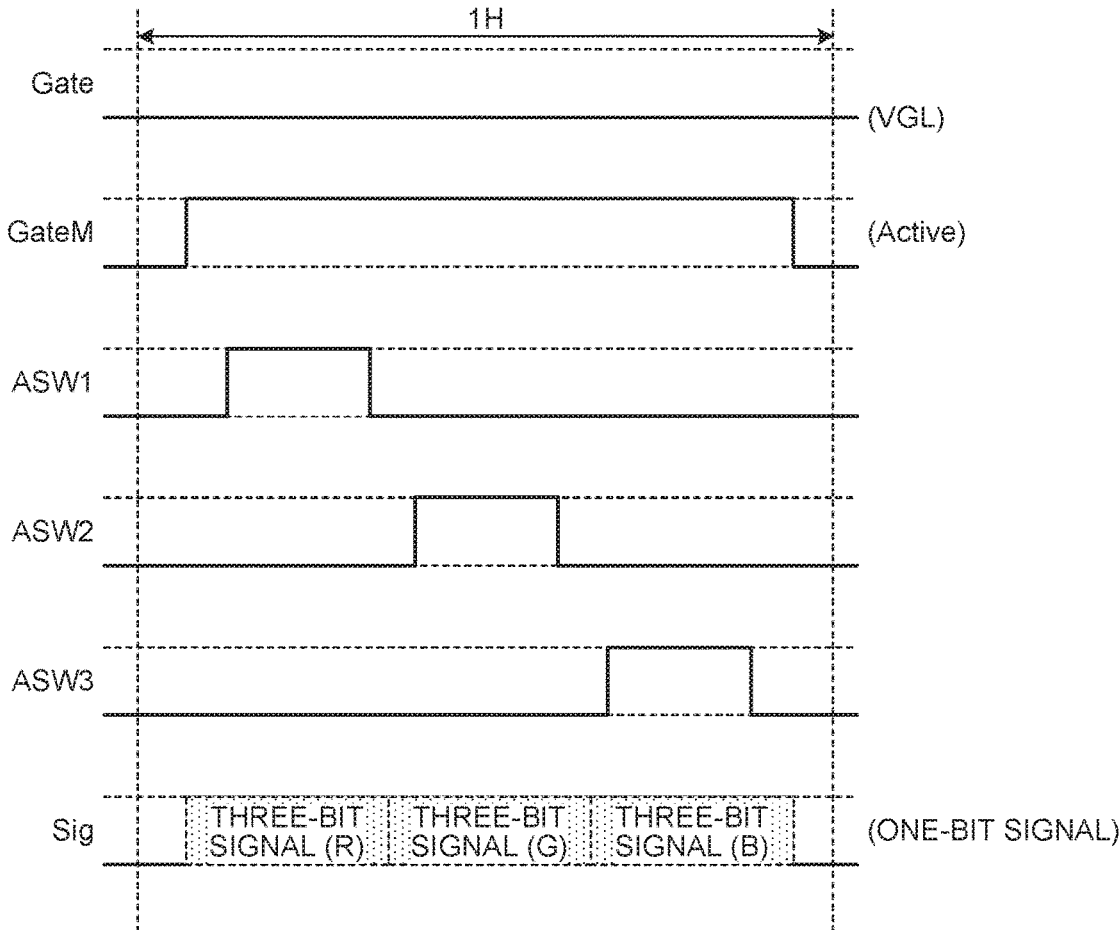 1H
Gate
(VGL)
GateM
(Active)
ASW1
ASW2
ASW3
Sig
THREE-BIT
SIGNAL (R)
THREE-BIT
SIGNAL (G)
THREE-BIT
SIGNAL (B)
(ONE-BIT SIGNAL)